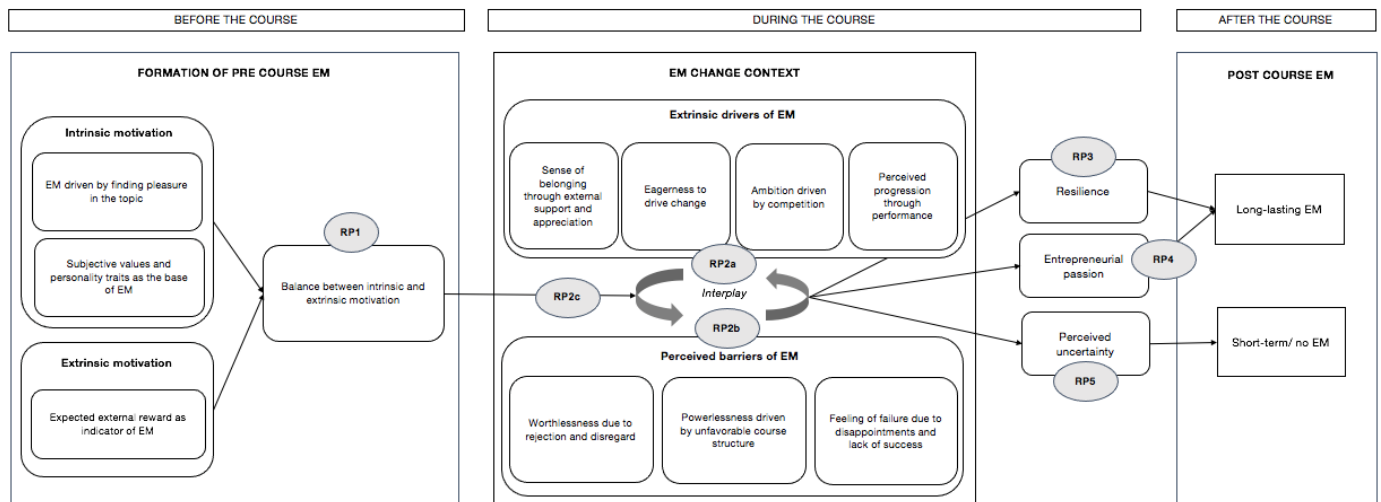 BEFORE THE COURSE
DURING THE COURSE
AFTER THE COURSE
FORMATION OF PRE COURSE EM
Intrinsic motivation
EM driven by finding pleasure
in the topic
Subjective values and
personality traits as the base
of EM
Extrinsic motivation
Expected external reward as
indicator of EM
RP1
Balance between intrinsic and
extrinsic motivation
RP2c
EM CHANGE CONTEXT
Extrinsic drivers of EM
Sense of
belonging
through external
support and
appreciation
Eagerness to
drive change
Ambition driven
by competition
Perceived
progression
through
performance
RP2a
Interplay
RP2b
Perceived barriers of EM
Worthlessness due to
rejection and disregard
Powerlessness driven
by unfavorable course
structure
Feeling of failure due to
disappointments and
lack of success
RP3
Resilience
Entrepreneurial
passion
RP4
Perceived
uncertainty
RP5
POST COURSE EM
Long-lasting EM
Short-term/ no EM